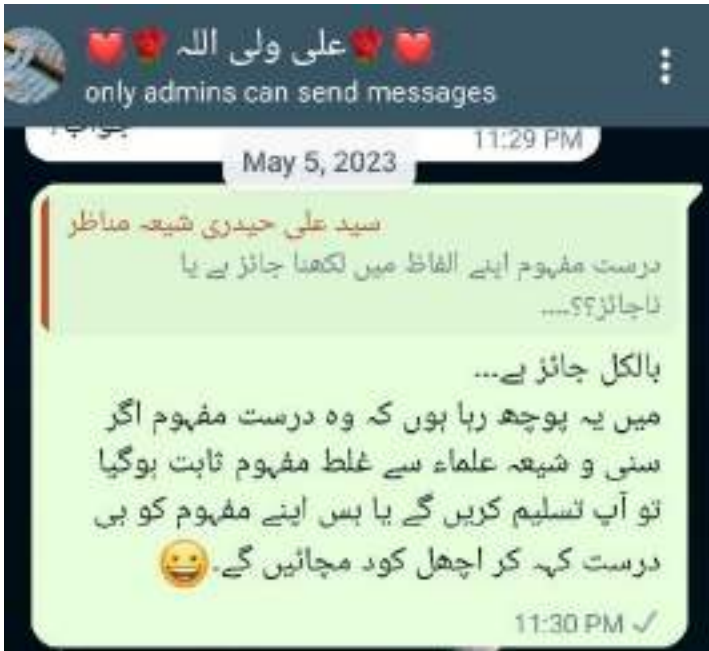 ❤️🌹علی ولی اللہ🌹❤️
only admins can send messages
جواب؟
11:29 PM
May 5, 2023
سید علی حیدری شیعہ مناظر
درست مفہوم اپنے الفاظ میں لکھنا جائز ہے یا
ناجائز؟؟....
بالکل جائز ہے...
میں یہ پوچھ رہا ہوں کہ وہ درست مفہوم اگر
سنی و شیعہ علماء سے غلط مفہوم ثابت ہوگیا
تو آپ تسلیم کریں گے یا بس اپنے مفہوم کو ہی
درست کہہ کر اچھل کود مچائیں گے۔😀
11:30 PM ✓